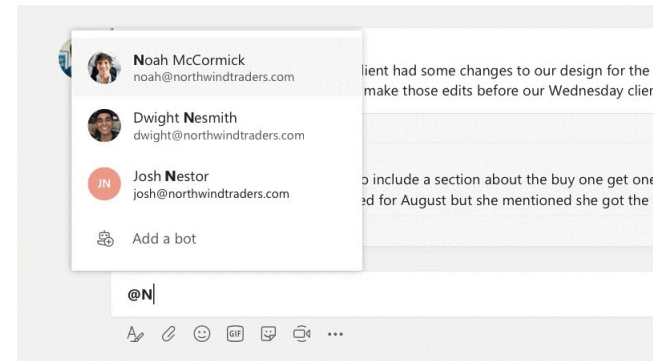 Noah McCormick
noah@northwindtraders.com
Dwight Nesmith
dwight@northwindtraders.com
JN
Josh Nestor
josh@northwindtraders.com
Add a bot
lient had some changes to our design for the
make those edits before our Wednesday clien
o include a section about the buy one get one
ed for August but she mentioned she got the
@N
GIF